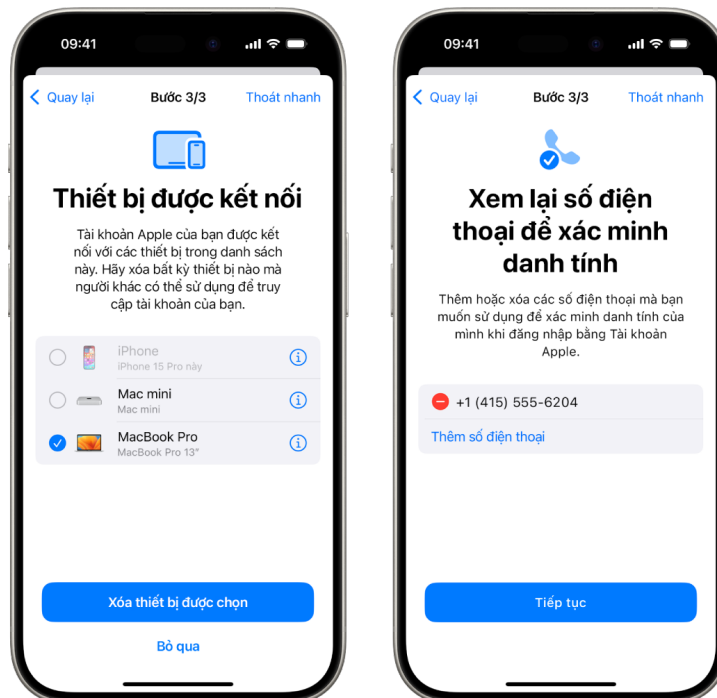 09:41
Quay lại
Bước 3/3
Thoát nhanh
Thiết bị được kết nối
Tài khoản Apple của bạn được kết
nối với các thiết bị trong danh sách
này. Hãy xóa bất kỳ thiết bị nào mà
người khác có thể sử dụng để truy
cập tài khoản của bạn.
iPhone
iPhone 15 Pro này
Mac mini
Mac mini
MacBook Pro
MacBook Pro 13"
Xóa thiết bị được chọn
Bỏ qua
09:41
Quay lại
Bước 3/3
Thoát nhanh
Xem lại số điện
thoại để xác minh
danh tính
Thêm hoặc xóa các số điện thoại mà bạn
muốn sử dụng để xác minh danh tính của
mình khi đăng nhập bằng Tài khoản
Apple.
+1 (415) 555-6204
Thêm số điện thoại
Tiếp tục